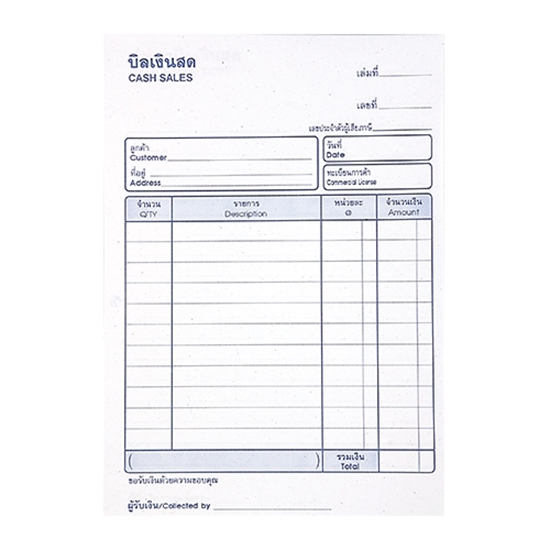 บิลเงินสด
CASH SALES
เล่มที่
เลขที่
เลขประจำตัวผู้เสียภาษี
ลูกค้า
Customer
ที่อยู่
Address
วันที่
Date
ทะเบียนการค้า
Commercial License
จำนวน รายการ หน่วยละ จำนวนเงิน
Q/TY Description @ Amount
( ) รวมเงิน
Total
ขอรับเงินด้วยความขอบคุณ
ผู้รับเงิน/Collected by